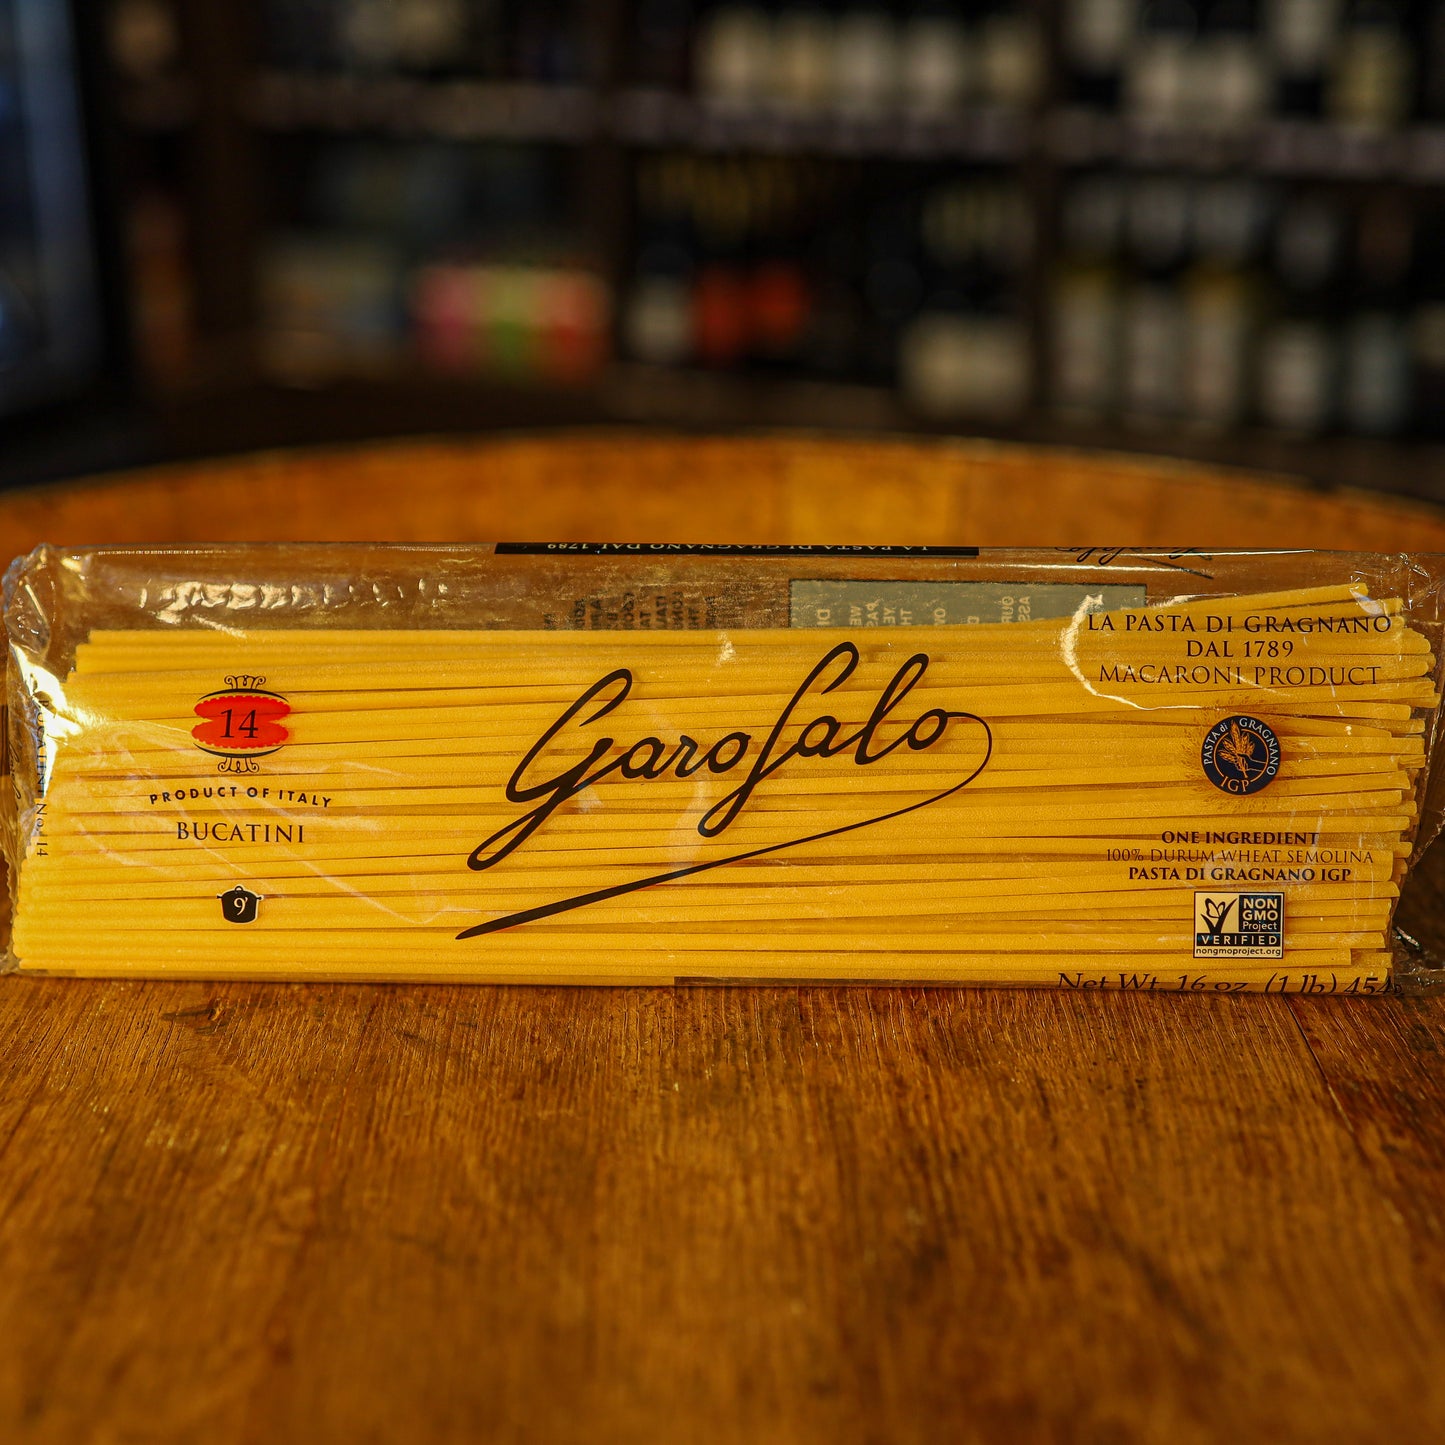 LA PASTA DI GRAGNANO DAL 1789
14
PRODUCT OF ITALY
BUCATINI
9'
Garofalo
LA PASTA DI GRAGNANO
DAL 1789
MACARONI PRODUCT
PASTA di GRAGNANO
IGP
ONE INGREDIENT
100% DURUM WHEAT SEMOLINA
PASTA DI GRAGNANO IGP
NON
GMO
Project
VERIFIED
nongmoproject.org
Net Wt. 16 oz. (1 lb) 454g